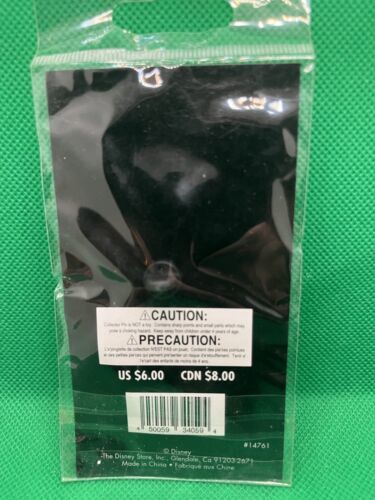 ⚠CAUTION:
Collector Pin is NOT a toy. Contains sharp points and small parts which may
pose a choking hazard. Keep away from children under 4 years of age.
⚠PRÉCAUTION:
L'épinglette de collection N'EST PAS un jouet. Contient des parties pointues
et des petites parties qui peuvent présenter un risque d'étouffement. Tenir à
l'écart des enfants de moins de 4 ans.
US $6.00 CDN $8.00
4 50059 34059 4
© Disney #14761
The Disney Store, Inc., Glendale, CA 91203-2671
Made in China • Fabriqué aux Chine